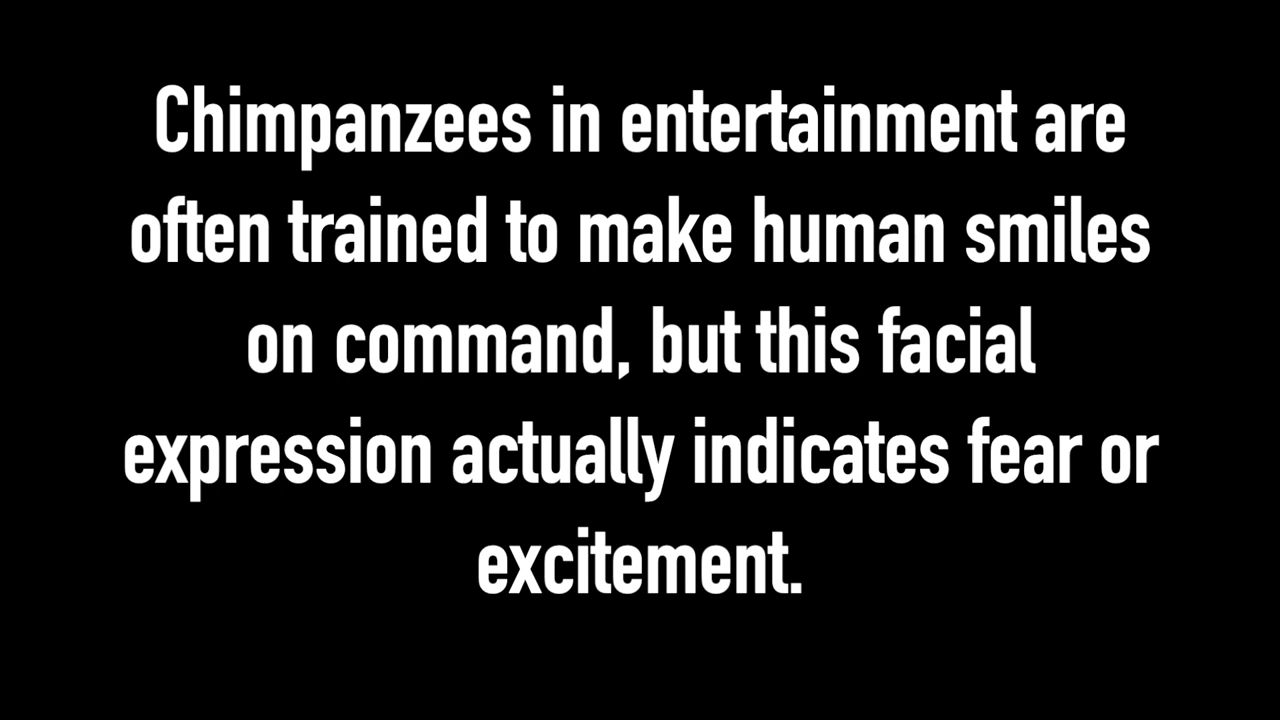 Chimpanzees in entertainment are
often trained to make human smiles
on command, but this facial
expression actually indicates fear or
excitement.